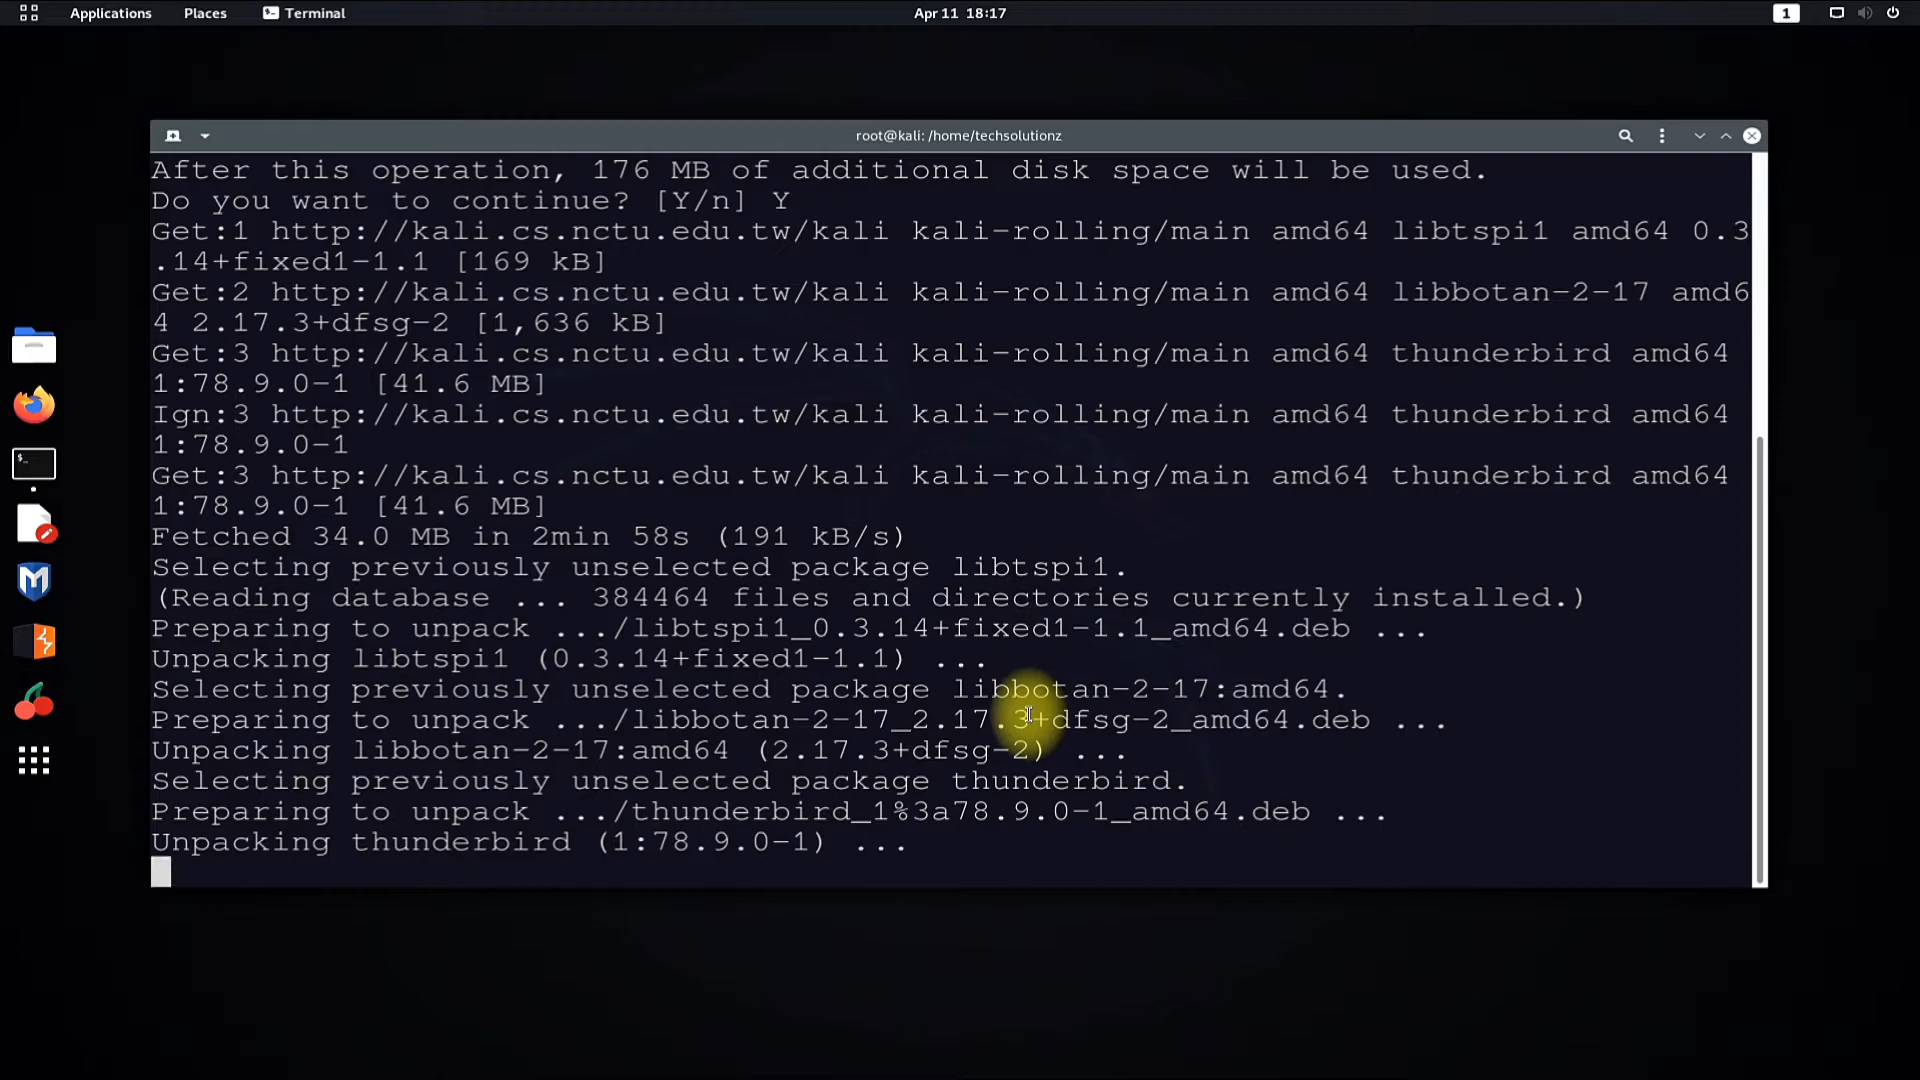 Applications Places Terminal Apr 11 18:17 1
root@kali: /home/techsolutionz
After this operation, 176 MB of additional disk space will be used.
Do you want to continue? [Y/n] Y
Get:1 http://kali.cs.nctu.edu.tw/kali kali-rolling/main amd64 libtspi1 amd64 0.3
.14+fixed1-1.1 [169 kB]
Get:2 http://kali.cs.nctu.edu.tw/kali kali-rolling/main amd64 libbotan-2-17 amd6
4 2.17.3+dfsg-2 [1,636 kB]
Get:3 http://kali.cs.nctu.edu.tw/kali kali-rolling/main amd64 thunderbird amd64
1:78.9.0-1 [41.6 MB]
Ign:3 http://kali.cs.nctu.edu.tw/kali kali-rolling/main amd64 thunderbird amd64
1:78.9.0-1
Get:3 http://kali.cs.nctu.edu.tw/kali kali-rolling/main amd64 thunderbird amd64
1:78.9.0-1 [41.6 MB]
Fetched 34.0 MB in 2min 58s (191 kB/s)
Selecting previously unselected package libtspi1.
(Reading database ... 384464 files and directories currently installed.)
Preparing to unpack .../libtspi1_0.3.14+fixed1-1.1_amd64.deb ...
Unpacking libtspi1 (0.3.14+fixed1-1.1) ...
Selecting previously unselected package libbotan-2-17:amd64.
Preparing to unpack .../libbotan-2-17_2.17.3+dfsg-2_amd64.deb ...
Unpacking libbotan-2-17:amd64 (2.17.3+dfsg-2) ...
Selecting previously unselected package thunderbird.
Preparing to unpack .../thunderbird_1%3a78.9.0-1_amd64.deb ...
Unpacking thunderbird (1:78.9.0-1) ...